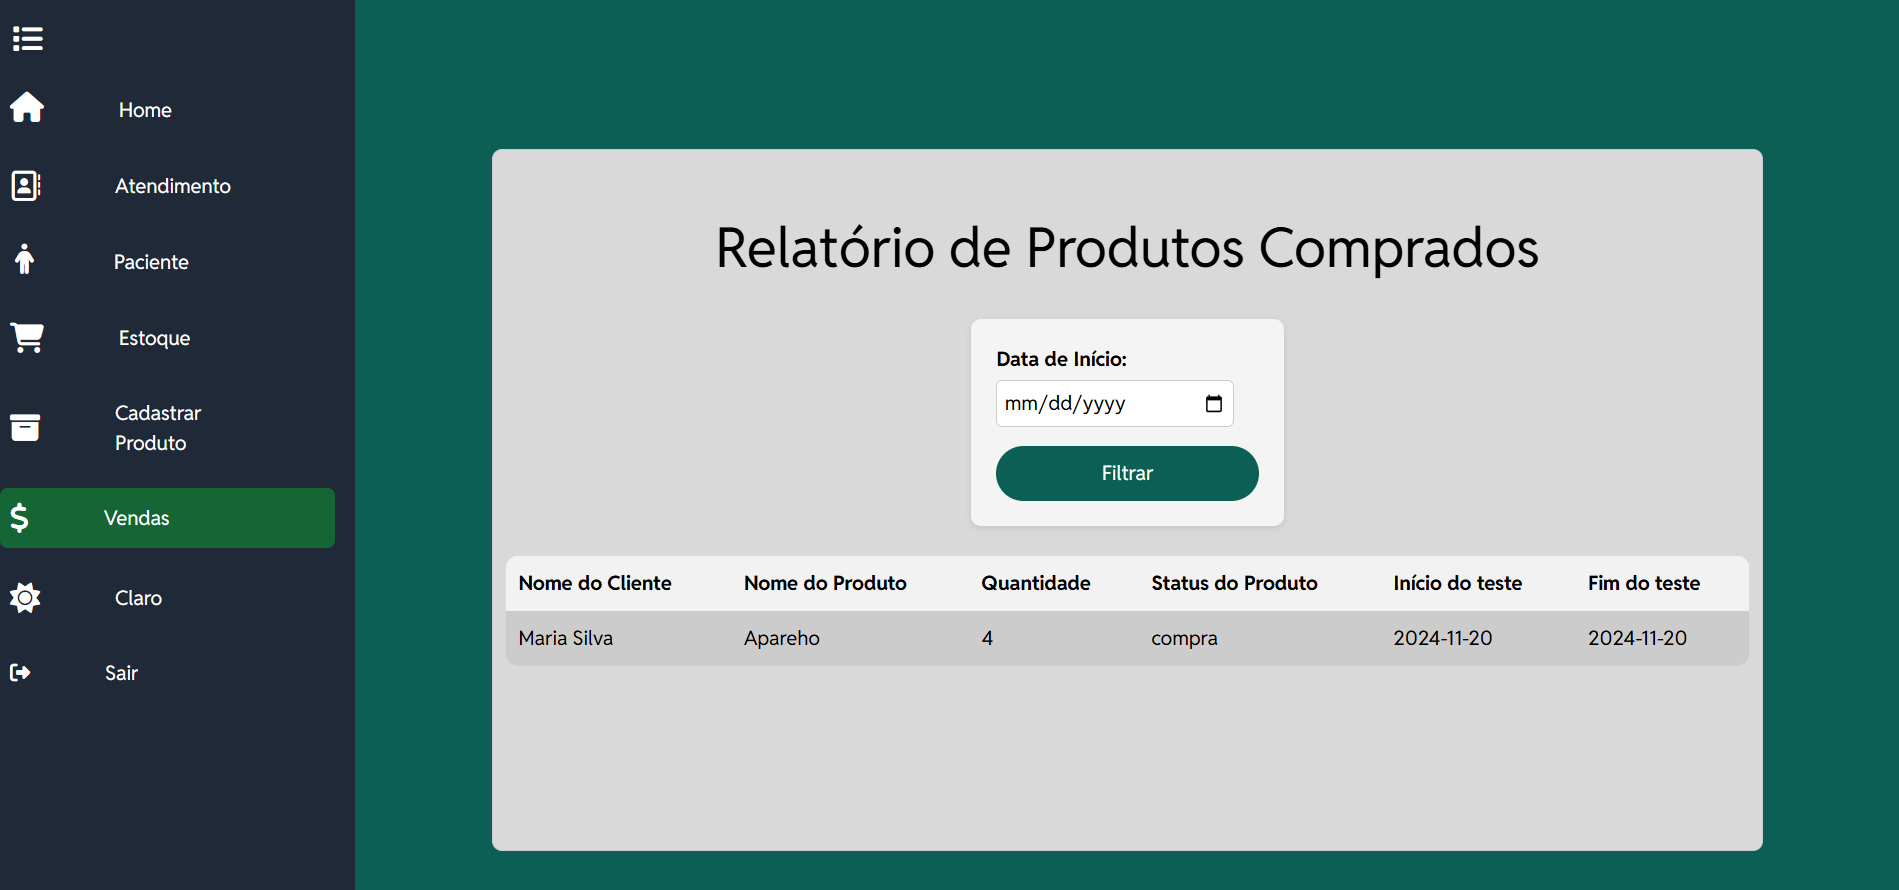 Home
Atendimento
Paciente
Estoque
Cadastrar
Produto
Vendas
Claro
Sair
Relatório de Produtos Comprados
Data de Início:
mm/dd/yyyy
Filtrar
Nome do Cliente Nome do Produto Quantidade Status do Produto Início do teste Fim do teste
Maria Silva Apareho 4 compra 2024-11-20 2024-11-20